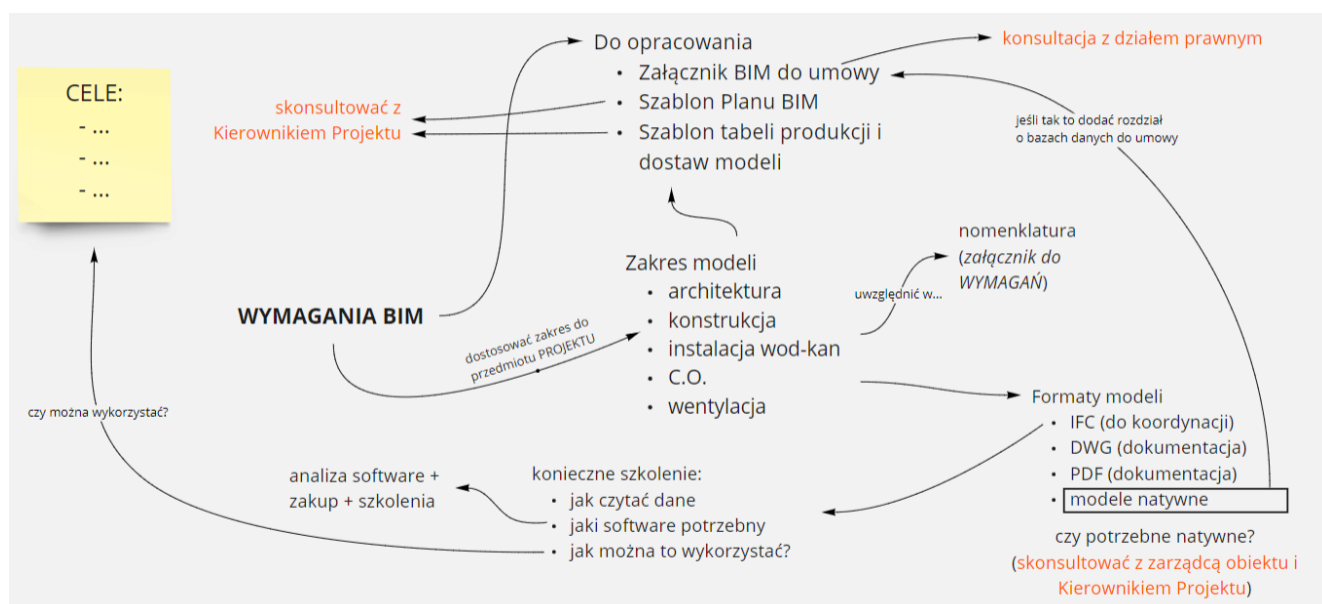 CELE:
- ...
- ...
- ...
skonsultować z
Kierownikiem Projektu
Do opracowania
• Załącznik BIM do umowy
• Szablon Planu BIM
• Szablon tabeli produkcji i
dostaw modeli
konsultacja z działem prawnym
jeśli tak to dodać rozdział
o bazach danych do umowy
WYMAGANIA BIM
dostosować zakres do
przedmiotu PROJEKTU
Zakres modeli
• architektura
• konstrukcja
• instalacja wod-kan
• C.O.
• wentylacja
uwzględnić w...
nomenklatura
(załącznik do
WYMAGAŃ)
Formaty modeli
• IFC (do koordynacji)
• DWG (dokumentacja)
• PDF (dokumentacja)
• modele natywne
czy potrzebne natywne?
(skonsultować z zarządcą obiektu i
Kierownikiem Projektu)
konieczne szkolenie:
• jak czytać dane
• jaki software potrzebny
• jak można to wykorzystać?
analiza software +
zakup + szkolenia
czy można wykorzystać?